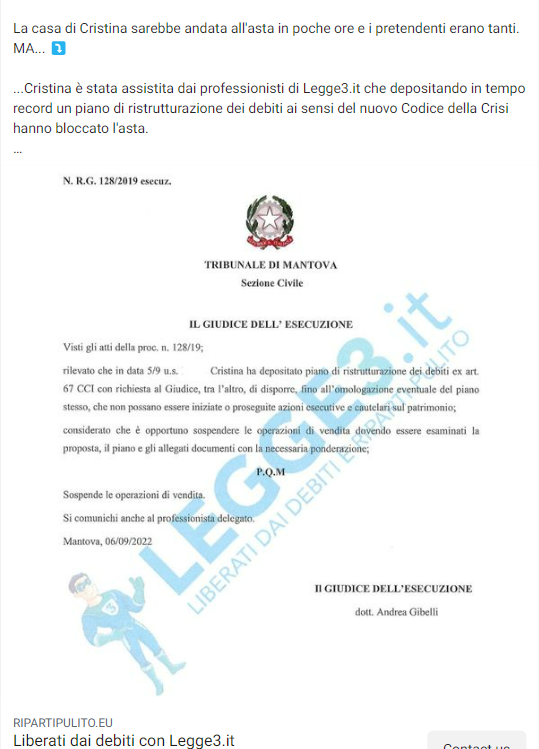 La casa di Cristina sarebbe andata all'asta in poche ore e i pretendenti erano tanti.
MA... ⤵️
...Cristina è stata assistita dai professionisti di Legge3.it che depositando in tempo
record un piano di ristrutturazione dei debiti ai sensi del nuovo Codice della Crisi
hanno bloccato l'asta.
...
N. R.G. 128/2019 esecuz.
TRIBUNALE DI MANTOVA
Sezione Civile
IL GIUDICE DELL' ESECUZIONE
Visti gli atti della proc. n. 128/19;
rilevato che in data 5/9 u.s. Cristina ha depositato piano di ristrutturazione dei debiti ex art.
67 CCI con richiesta al Giudice, tra l'altro, di disporre, fino all'omologazione eventuale del piano
stesso, che non possano essere iniziate o proseguite azioni esecutive e cautelari sul patrimonio;
considerato che è opportuno sospendere le operazioni di vendita dovendo essere esaminati la
proposta, il piano e gli allegati documenti con la necessaria ponderazione;
P.Q.M
Sospende le operazioni di vendita.
Si comunichi anche al professionista delegato.
Mantova, 06/09/2022
Il GIUDICE DELL'ESECUZIONE
dott. Andrea Gibelli
LEGGE3.it
LIBERATI DAI DEBITI E RIPARTI PULITO
3
RIPARTIPULITO.EU
Liberati dai debiti con Legge3.it
Contact us